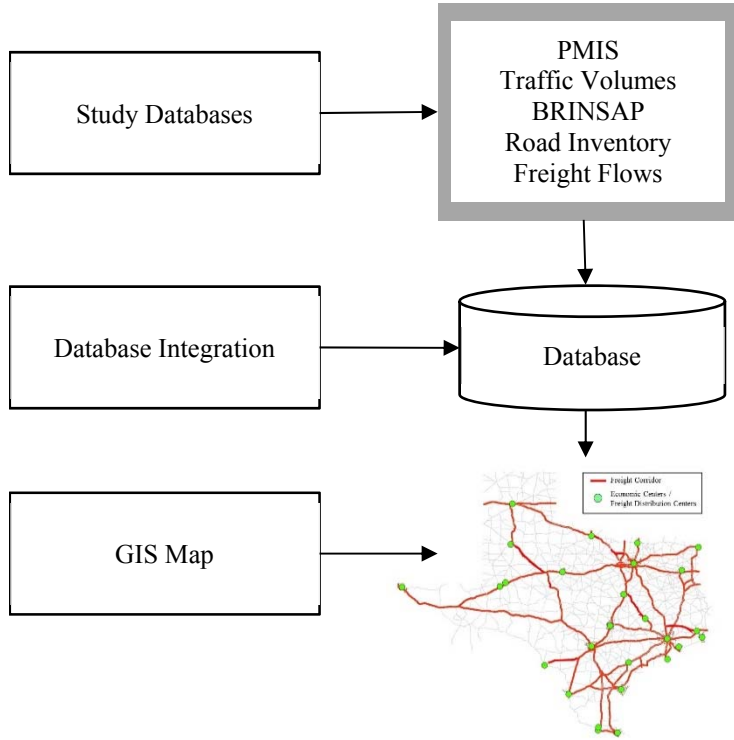 Study Databases
PMIS
Traffic Volumes
BRINSAP
Road Inventory
Freight Flows
Database Integration
Database
GIS Map
Freight Corridor
Economic Centers /
Freight Distribution Centers